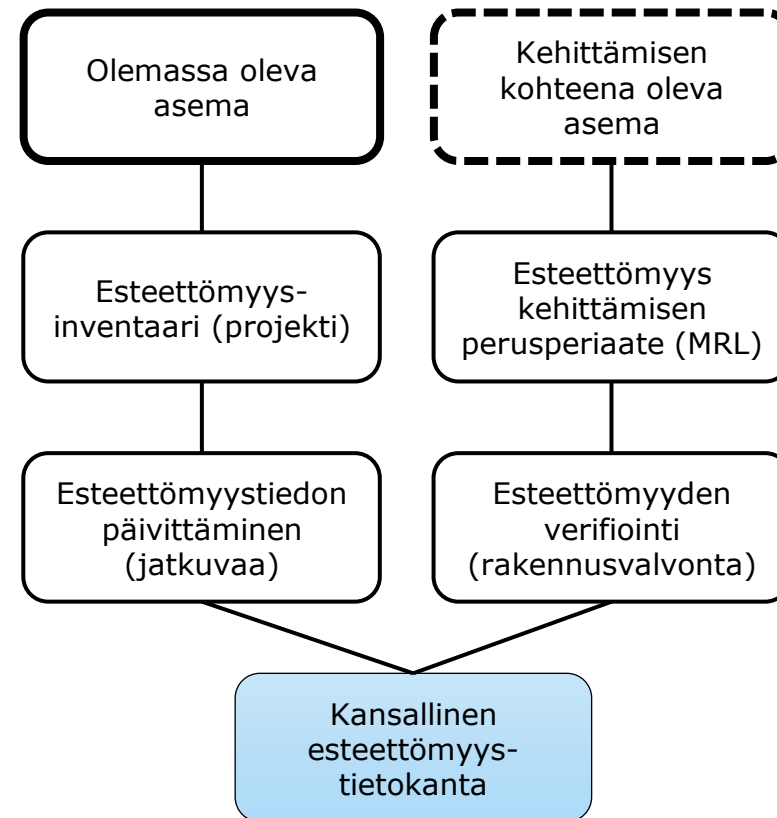 Olemassa oleva
asema
Kehittämisen
kohteena oleva
asema
Esteettömyys-
inventaari (projekti)
Esteettömyys
kehittämisen
perusperiaate (MRL)
Esteettömyystiedon
päivittäminen
(jatkuvaa)
Esteettömyyden
verifiointi
(rakennusvalvonta)
Kansallinen
esteettömyys-
tietokanta